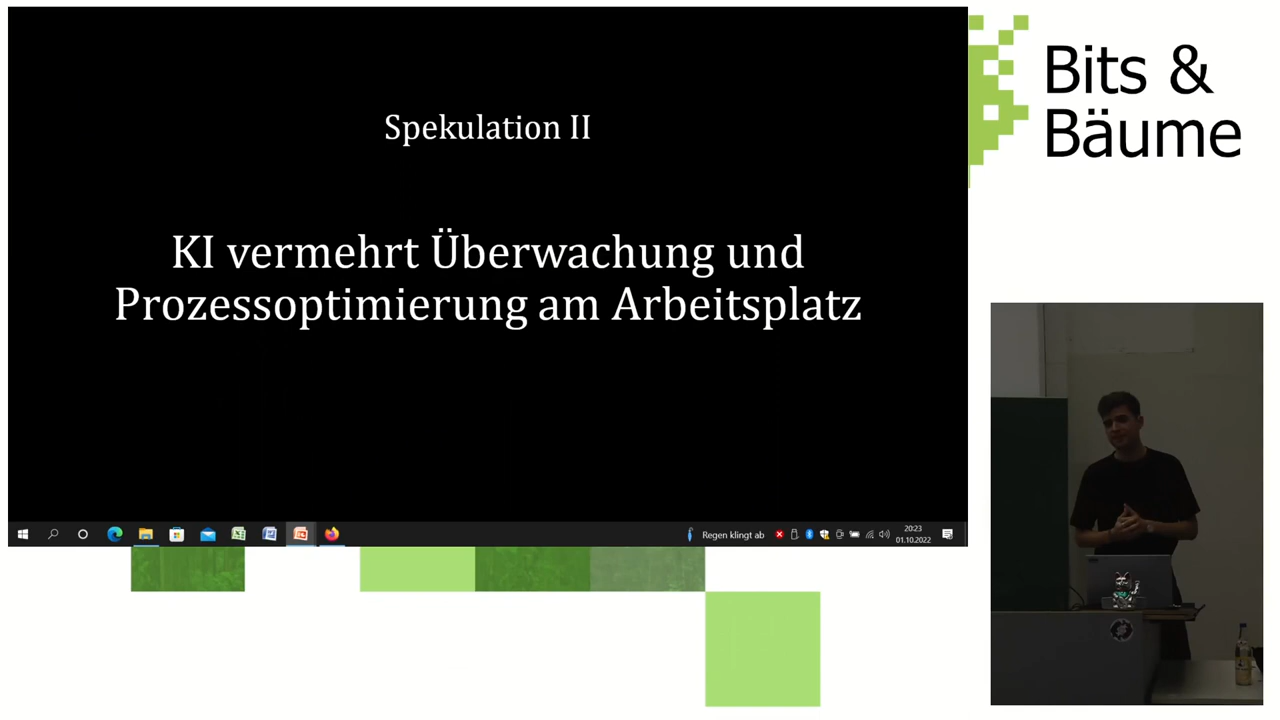 Spekulation II
KI vermehrt Überwachung und
Prozessoptimierung am Arbeitsplatz
Regen klingt ab
20:23
01.10.2022
Bits &
Bäume